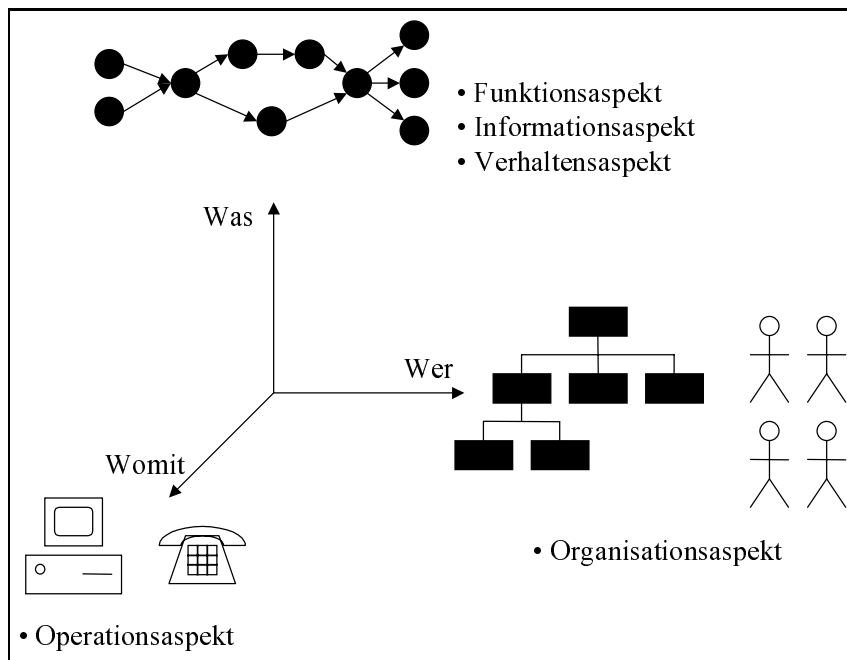 • Funktionsaspekt
• Informationsaspekt
• Verhaltensaspekt
Was
Wer
Womit
• Organisationsaspekt
• Operationsaspekt